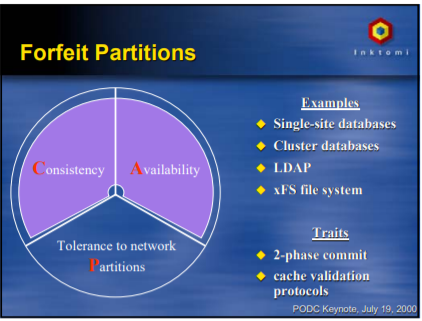 Forfeit Partitions
Inktomi
Consistency
Availability
Tolerance to network
Partitions
Examples
Single-site databases
Cluster databases
LDAP
xFS file system
Traits
2-phase commit
cache validation
protocols
PODC Keynote, July 19, 2000